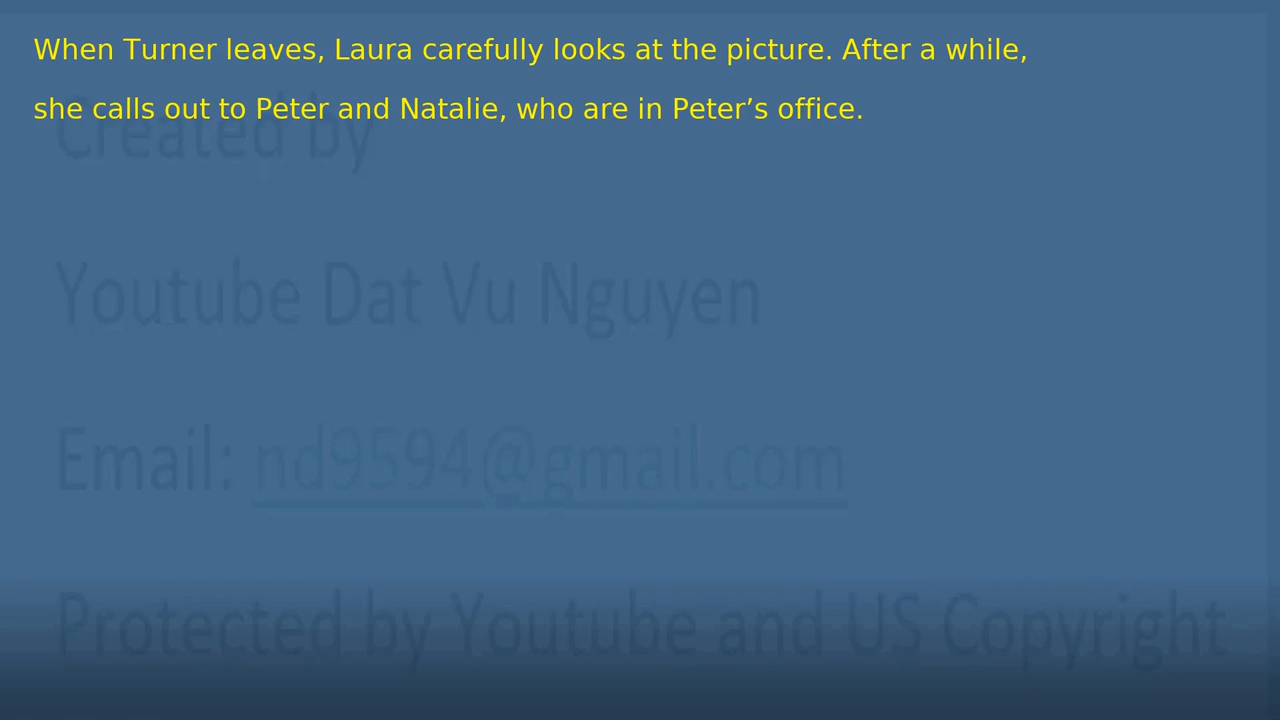 When Turner leaves, Laura carefully looks at the picture. After a while,
she calls out to Peter and Natalie, who are in Peter’s office.
Created by
Youtube Dat Vu Nguyen
Email: nd9594@gmail.com
Protected by Youtube and US Copyright